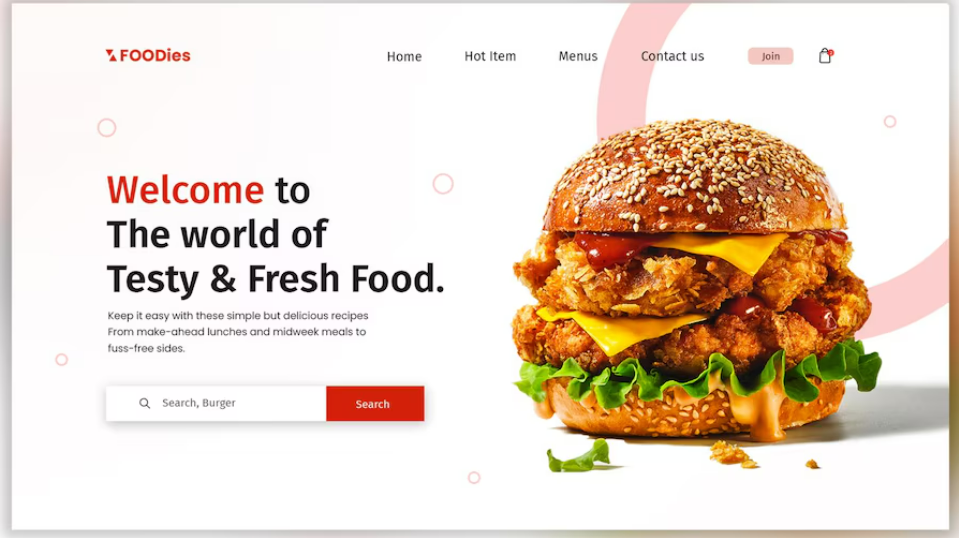 FOODies
Home Hot Item Menus Contact us Join
Welcome to
The world of
Testy & Fresh Food.
Keep it easy with these simple but delicious recipes
From make-ahead lunches and midweek meals to
fuss-free sides.
Search, Burger
Search